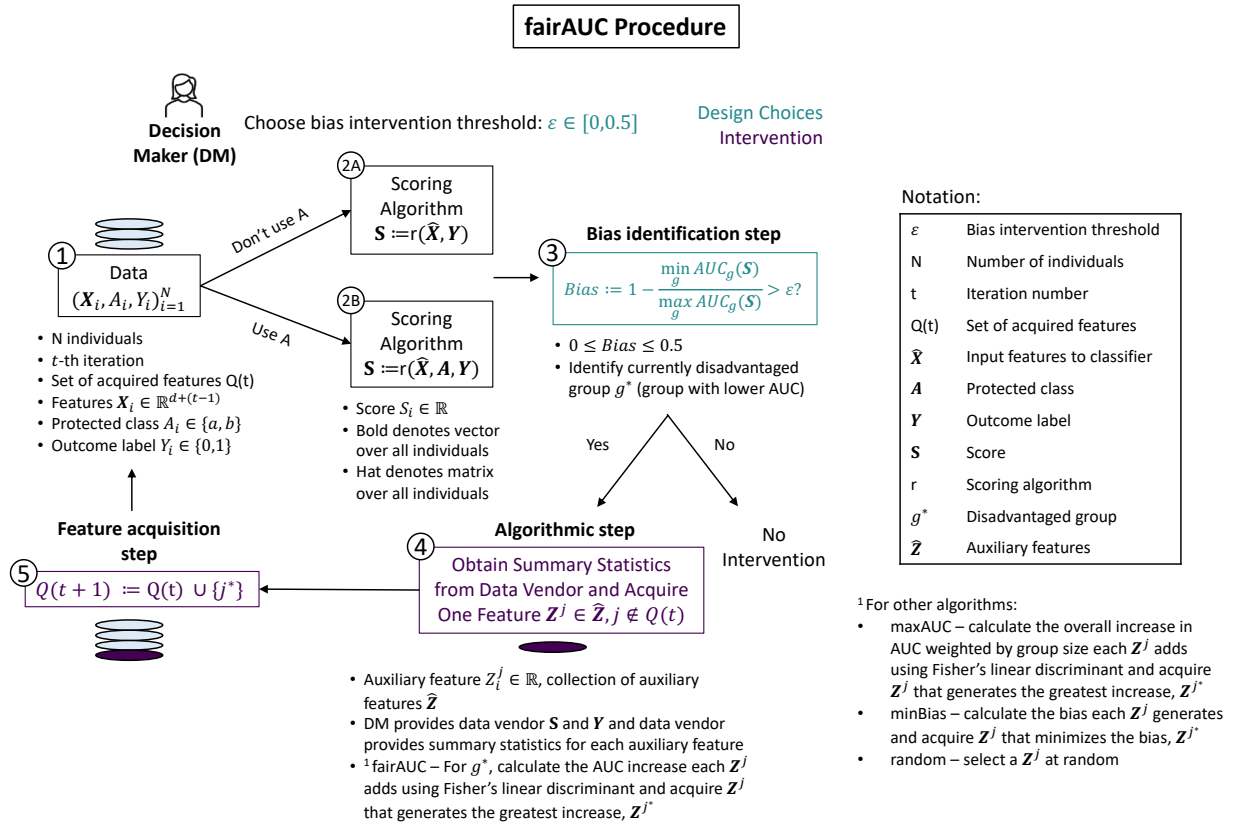 fairAUC Procedure
Decision
Maker (DM)
Choose bias intervention threshold: ε ∈ [0,0.5]
Design Choices
Intervention
1
Data
(𝑿ᵢ, Aᵢ, Yᵢ)ᵢ₌₁ᴺ
• N individuals
• t-th iteration
• Set of acquired features Q(t)
• Features 𝑿ᵢ ∈ ℝ^{d+(t−1)}
• Protected class Aᵢ ∈ {a, b}
• Outcome label Yᵢ ∈ {0,1}
Don't use A
Use A
2A
Scoring
Algorithm
S ≔r(X̂, Y)
2B
Scoring
Algorithm
S ≔r(X̂, A, Y)
• Score Sᵢ ∈ ℝ
• Bold denotes vector
over all individuals
• Hat denotes matrix
over all individuals
Bias identification step
3
Bias ≔ 1 − min_g AUC_g(S) / max_g AUC_g(S) > ε?
• 0 ≤ Bias ≤ 0.5
• Identify currently disadvantaged
group g* (group with lower AUC)
Yes
No
No
Intervention
Algorithmic step
4
Obtain Summary Statistics
from Data Vendor and Acquire
One Feature Z^j ∈ Ẑ, j ∉ Q(t)
• Auxiliary feature Z_i^j ∈ ℝ, collection of auxiliary
features Ẑ
• DM provides data vendor S and Y and data vendor
provides summary statistics for each auxiliary feature
• ¹ fairAUC – For g*, calculate the AUC increase each Z^j
adds using Fisher's linear discriminant and acquire Z^j
that generates the greatest increase, Z^{j*}
Feature acquisition
step
5
Q(t + 1) ≔ Q(t) ∪ {j*}
Notation:
ε Bias intervention threshold
N Number of individuals
t Iteration number
Q(t) Set of acquired features
X̂ Input features to classifier
A Protected class
Y Outcome label
S Score
r Scoring algorithm
g* Disadvantaged group
Ẑ Auxiliary features
¹ For other algorithms:
• maxAUC – calculate the overall increase in
AUC weighted by group size each Z^j adds
using Fisher's linear discriminant and acquire
Z^j that generates the greatest increase, Z^{j*}
• minBias – calculate the bias each Z^j generates
and acquire Z^j that minimizes the bias, Z^{j*}
• random – select a Z^j at random